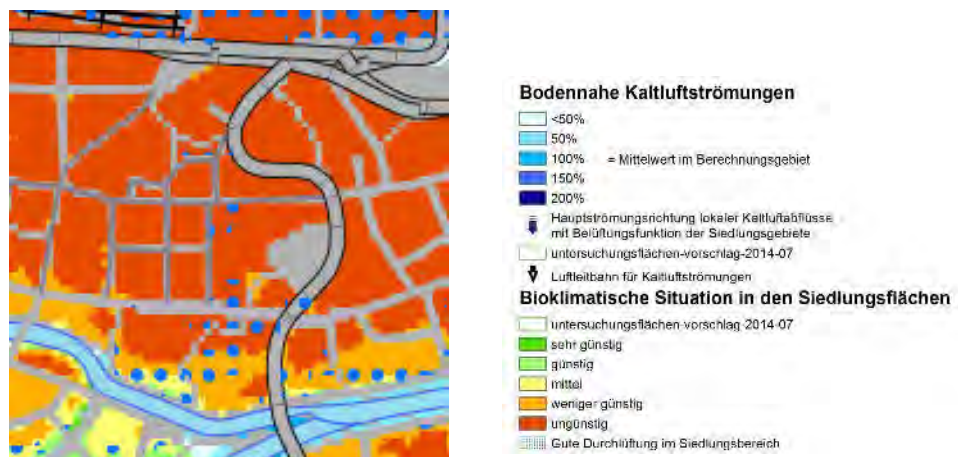 Bodennahe Kaltluftströmungen
<50%
50%
100% = Mittelwert im Berechnungsgebiet
150%
200%
Hauptströmungsrichtung lokaler Kaltluftabflüsse
mit Belüftungsfunktion der Siedlungsgebiete
untersuchungsflächen-vorschlag-2014-07
Luftleitbahn für Kaltluftströmungen
Bioklimatische Situation in den Siedlungsflächen
untersuchungsflächen-vorschlag-2014-07
sehr günstig
günstig
mittel
weniger günstig
ungünstig
Gute Durchlüftung im Siedlungsbereich